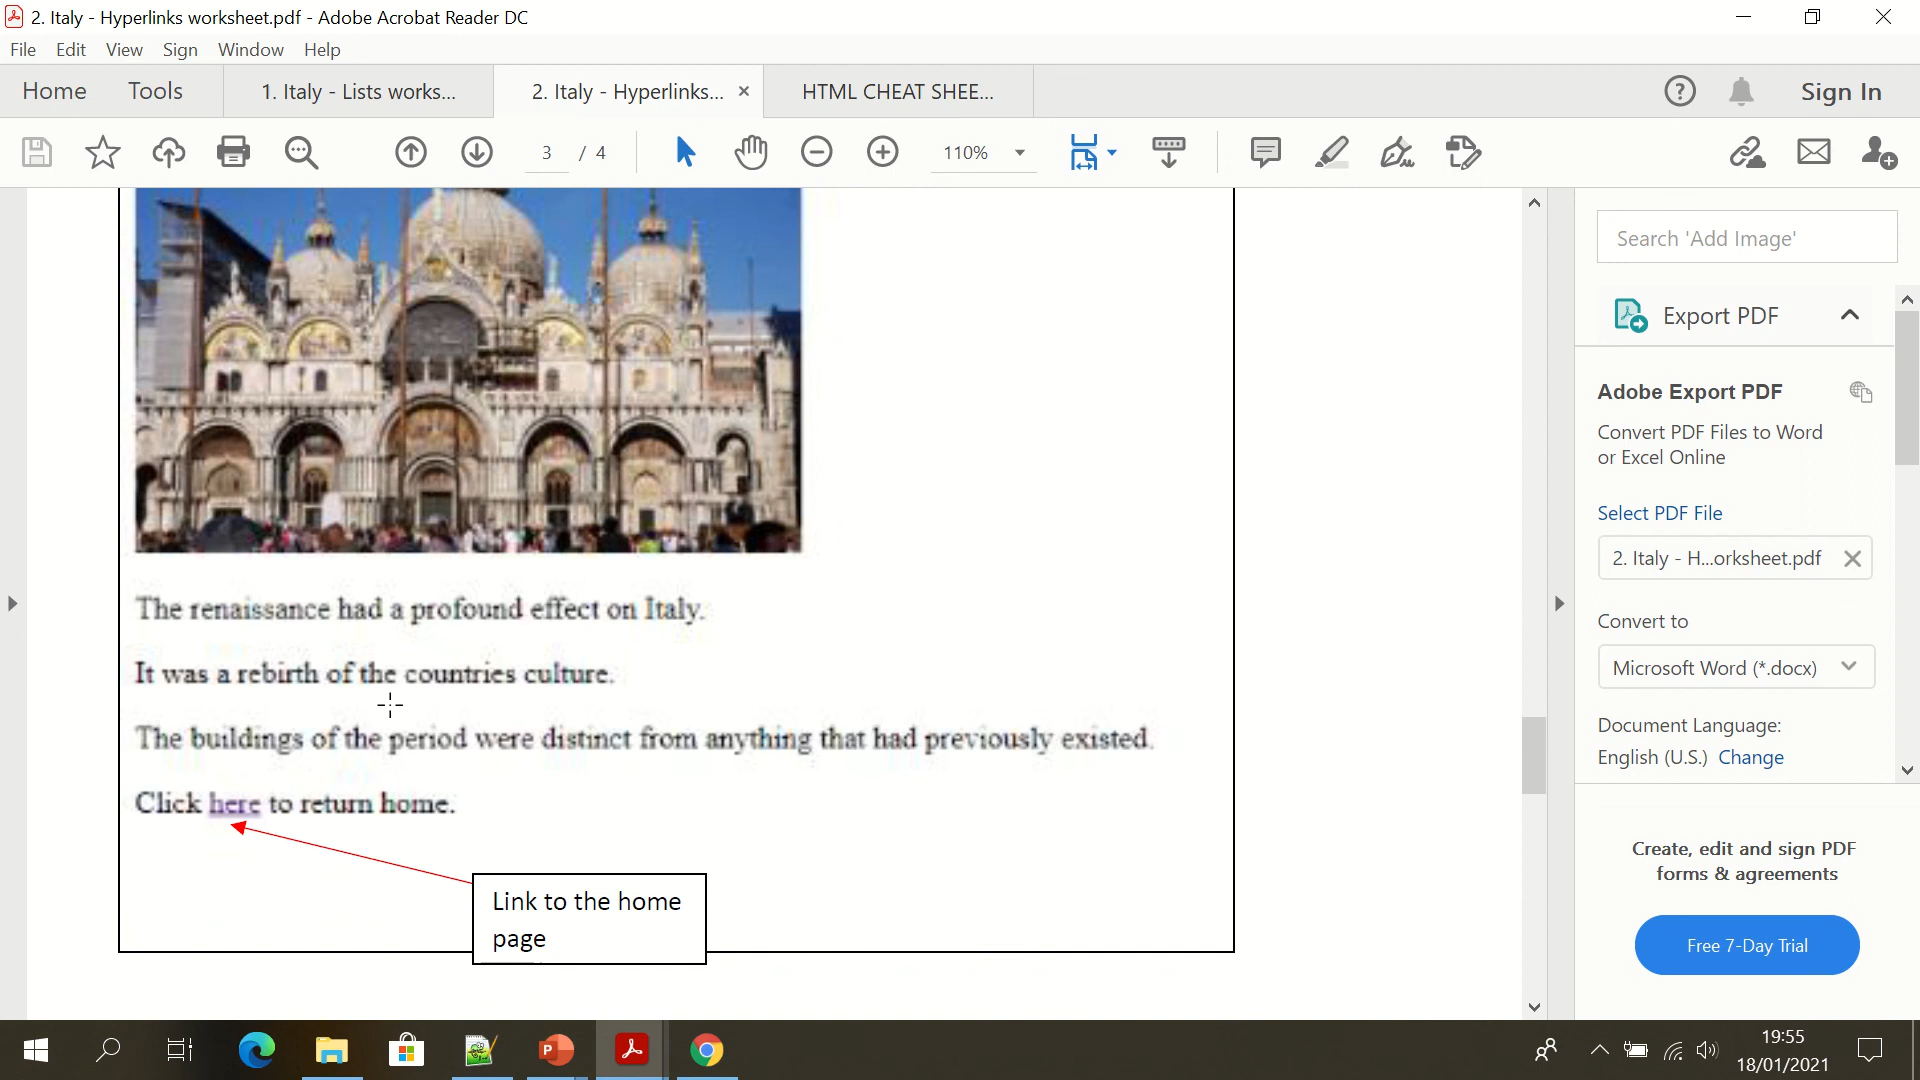 2. Italy - Hyperlinks worksheet.pdf - Adobe Acrobat Reader DC
File Edit View Sign Window Help
Home Tools 1. Italy - Lists works... 2. Italy - Hyperlinks... HTML CHEAT SHEE... Sign In
3 / 4 110%
Search 'Add Image'
Export PDF
Adobe Export PDF
Convert PDF Files to Word
or Excel Online
Select PDF File
2. Italy - H...orksheet.pdf
Convert to
Microsoft Word (*.docx)
Document Language:
English (U.S.) Change
Create, edit and sign PDF
forms & agreements
Free 7-Day Trial
The renaissance had a profound effect on Italy.
It was a rebirth of the countries culture.
The buildings of the period were distinct from anything that had previously existed.
Click here to return home.
Link to the home
page
19:55
18/01/2021